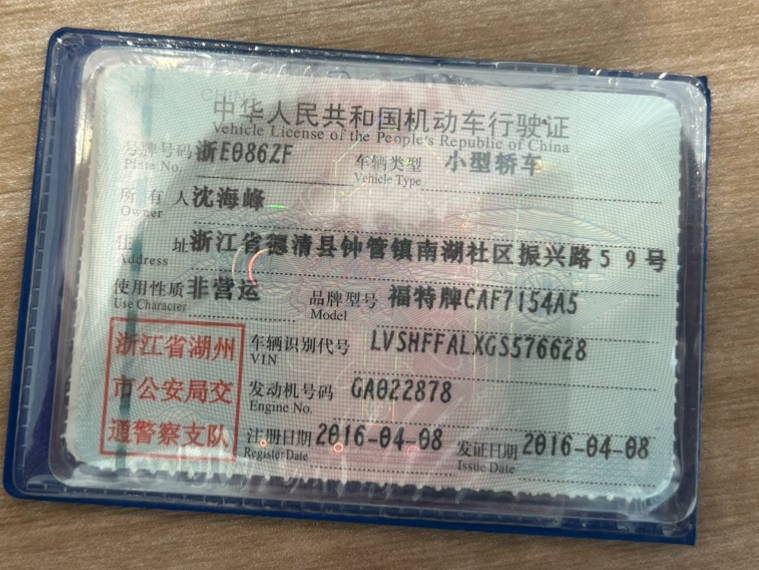 中国 CHINA
中华人民共和国机动车行驶证
Vehicle License of the People's Republic of China
号牌号码 浙E086ZF 车辆类型 小型轿车
Plate No. Vehicle Type
所有人 沈海峰
Owner
住址 浙江省德清县钟管镇南湖社区振兴路59号
Address
使用性质 非营运 品牌型号 福特牌CAF7154A5
Use Character Model
浙江省湖州
市公安局交
通警察支队
车辆识别代号 LVSHFFALXGS576628
VIN
发动机号码 GA022878
Engine No.
注册日期 2016-04-08 发证日期 2016-04-08
Register Date Issue Date